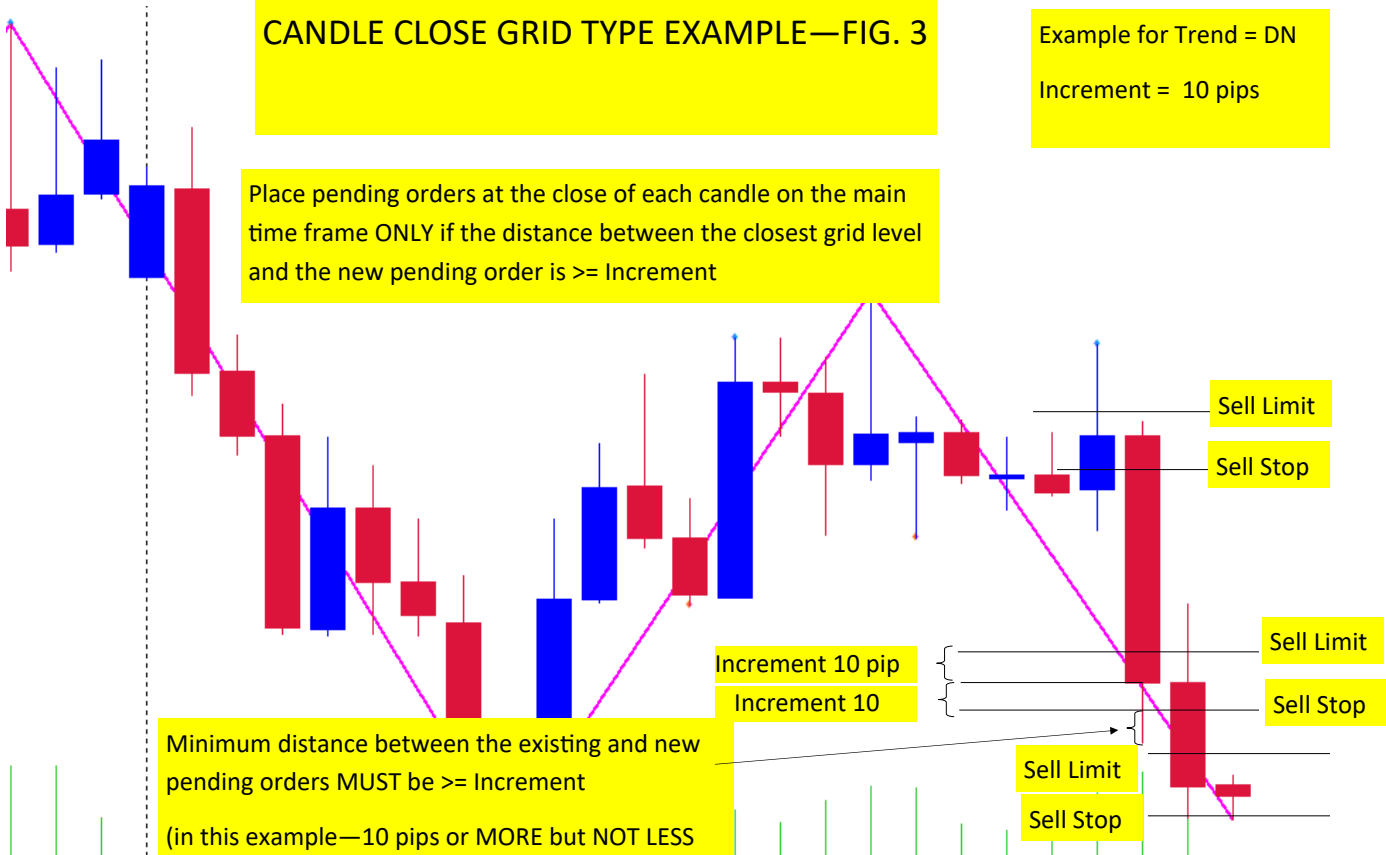 CANDLE CLOSE GRID TYPE EXAMPLE—FIG. 3
Example for Trend = DN
Increment = 10 pips
Place pending orders at the close of each candle on the main
time frame ONLY if the distance between the closest grid level
and the new pending order is >= Increment
Sell Limit
Sell Stop
Sell Limit
Increment 10 pip
Increment 10
Sell Stop
Minimum distance between the existing and new
pending orders MUST be >= Increment
(in this example—10 pips or MORE but NOT LESS
Sell Limit
Sell Stop